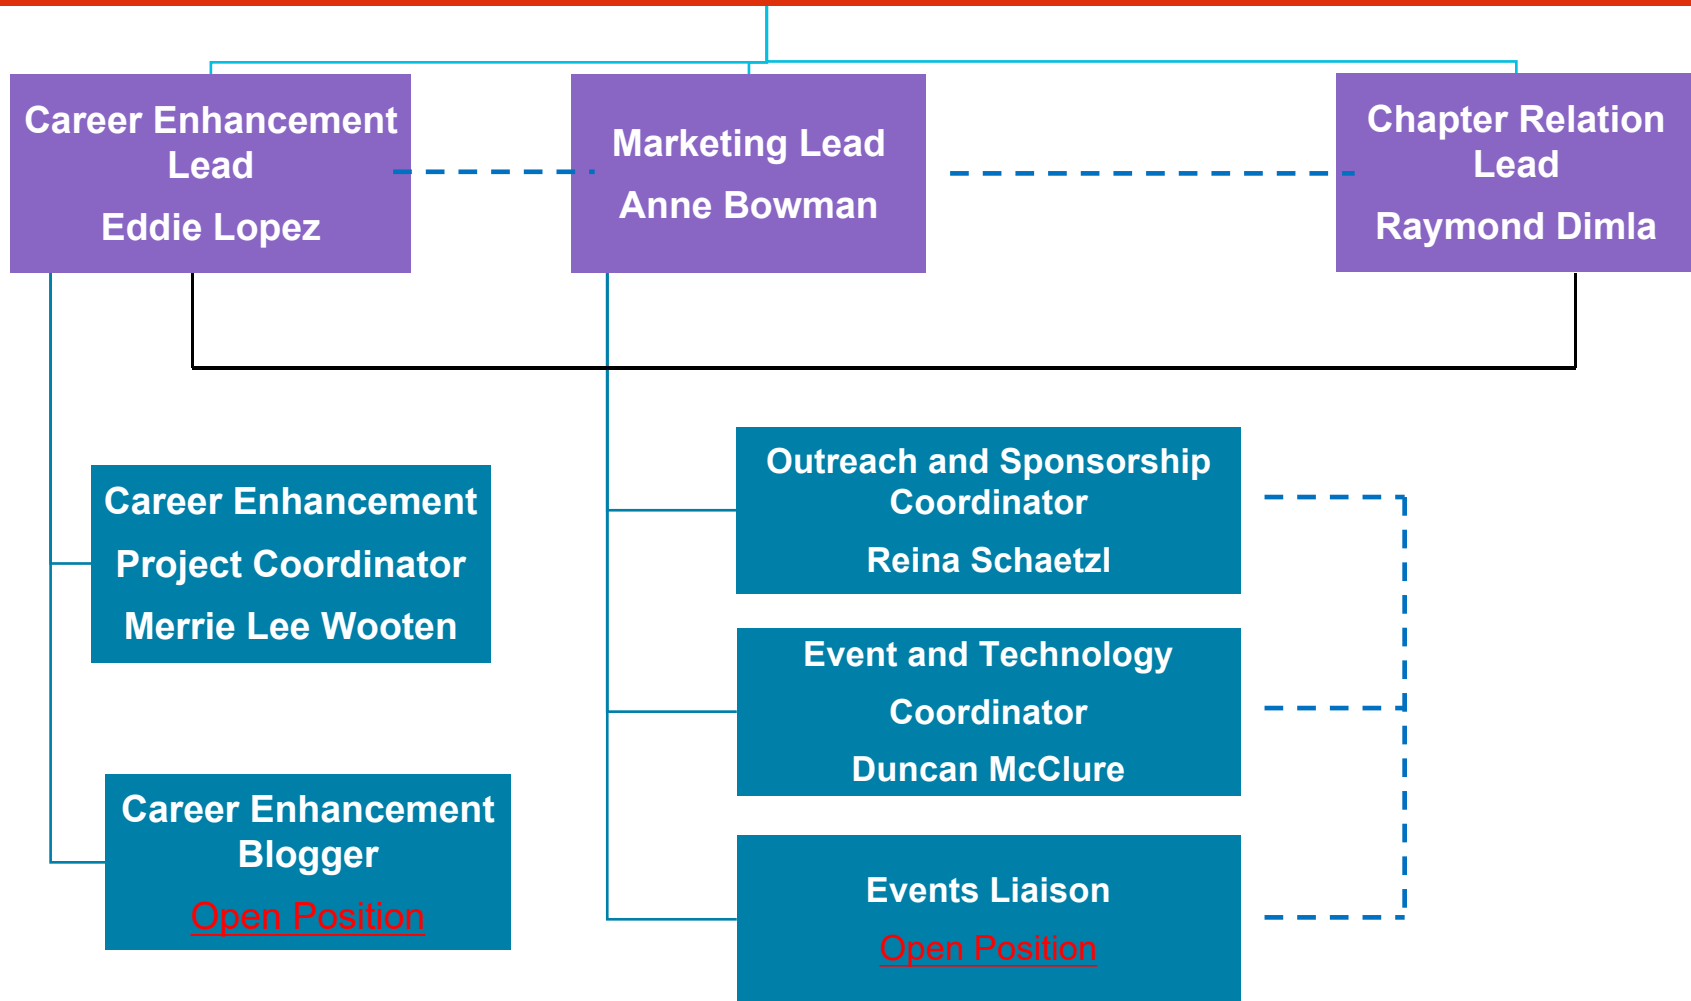 Career Enhancement
Lead
Eddie Lopez
Marketing Lead
Anne Bowman
Chapter Relation
Lead
Raymond Dimla
Career Enhancement
Project Coordinator
Merrie Lee Wooten
Career Enhancement
Blogger
Open Position
Outreach and Sponsorship
Coordinator
Reina Schaetzl
Event and Technology
Coordinator
Duncan McClure
Events Liaison
Open Position